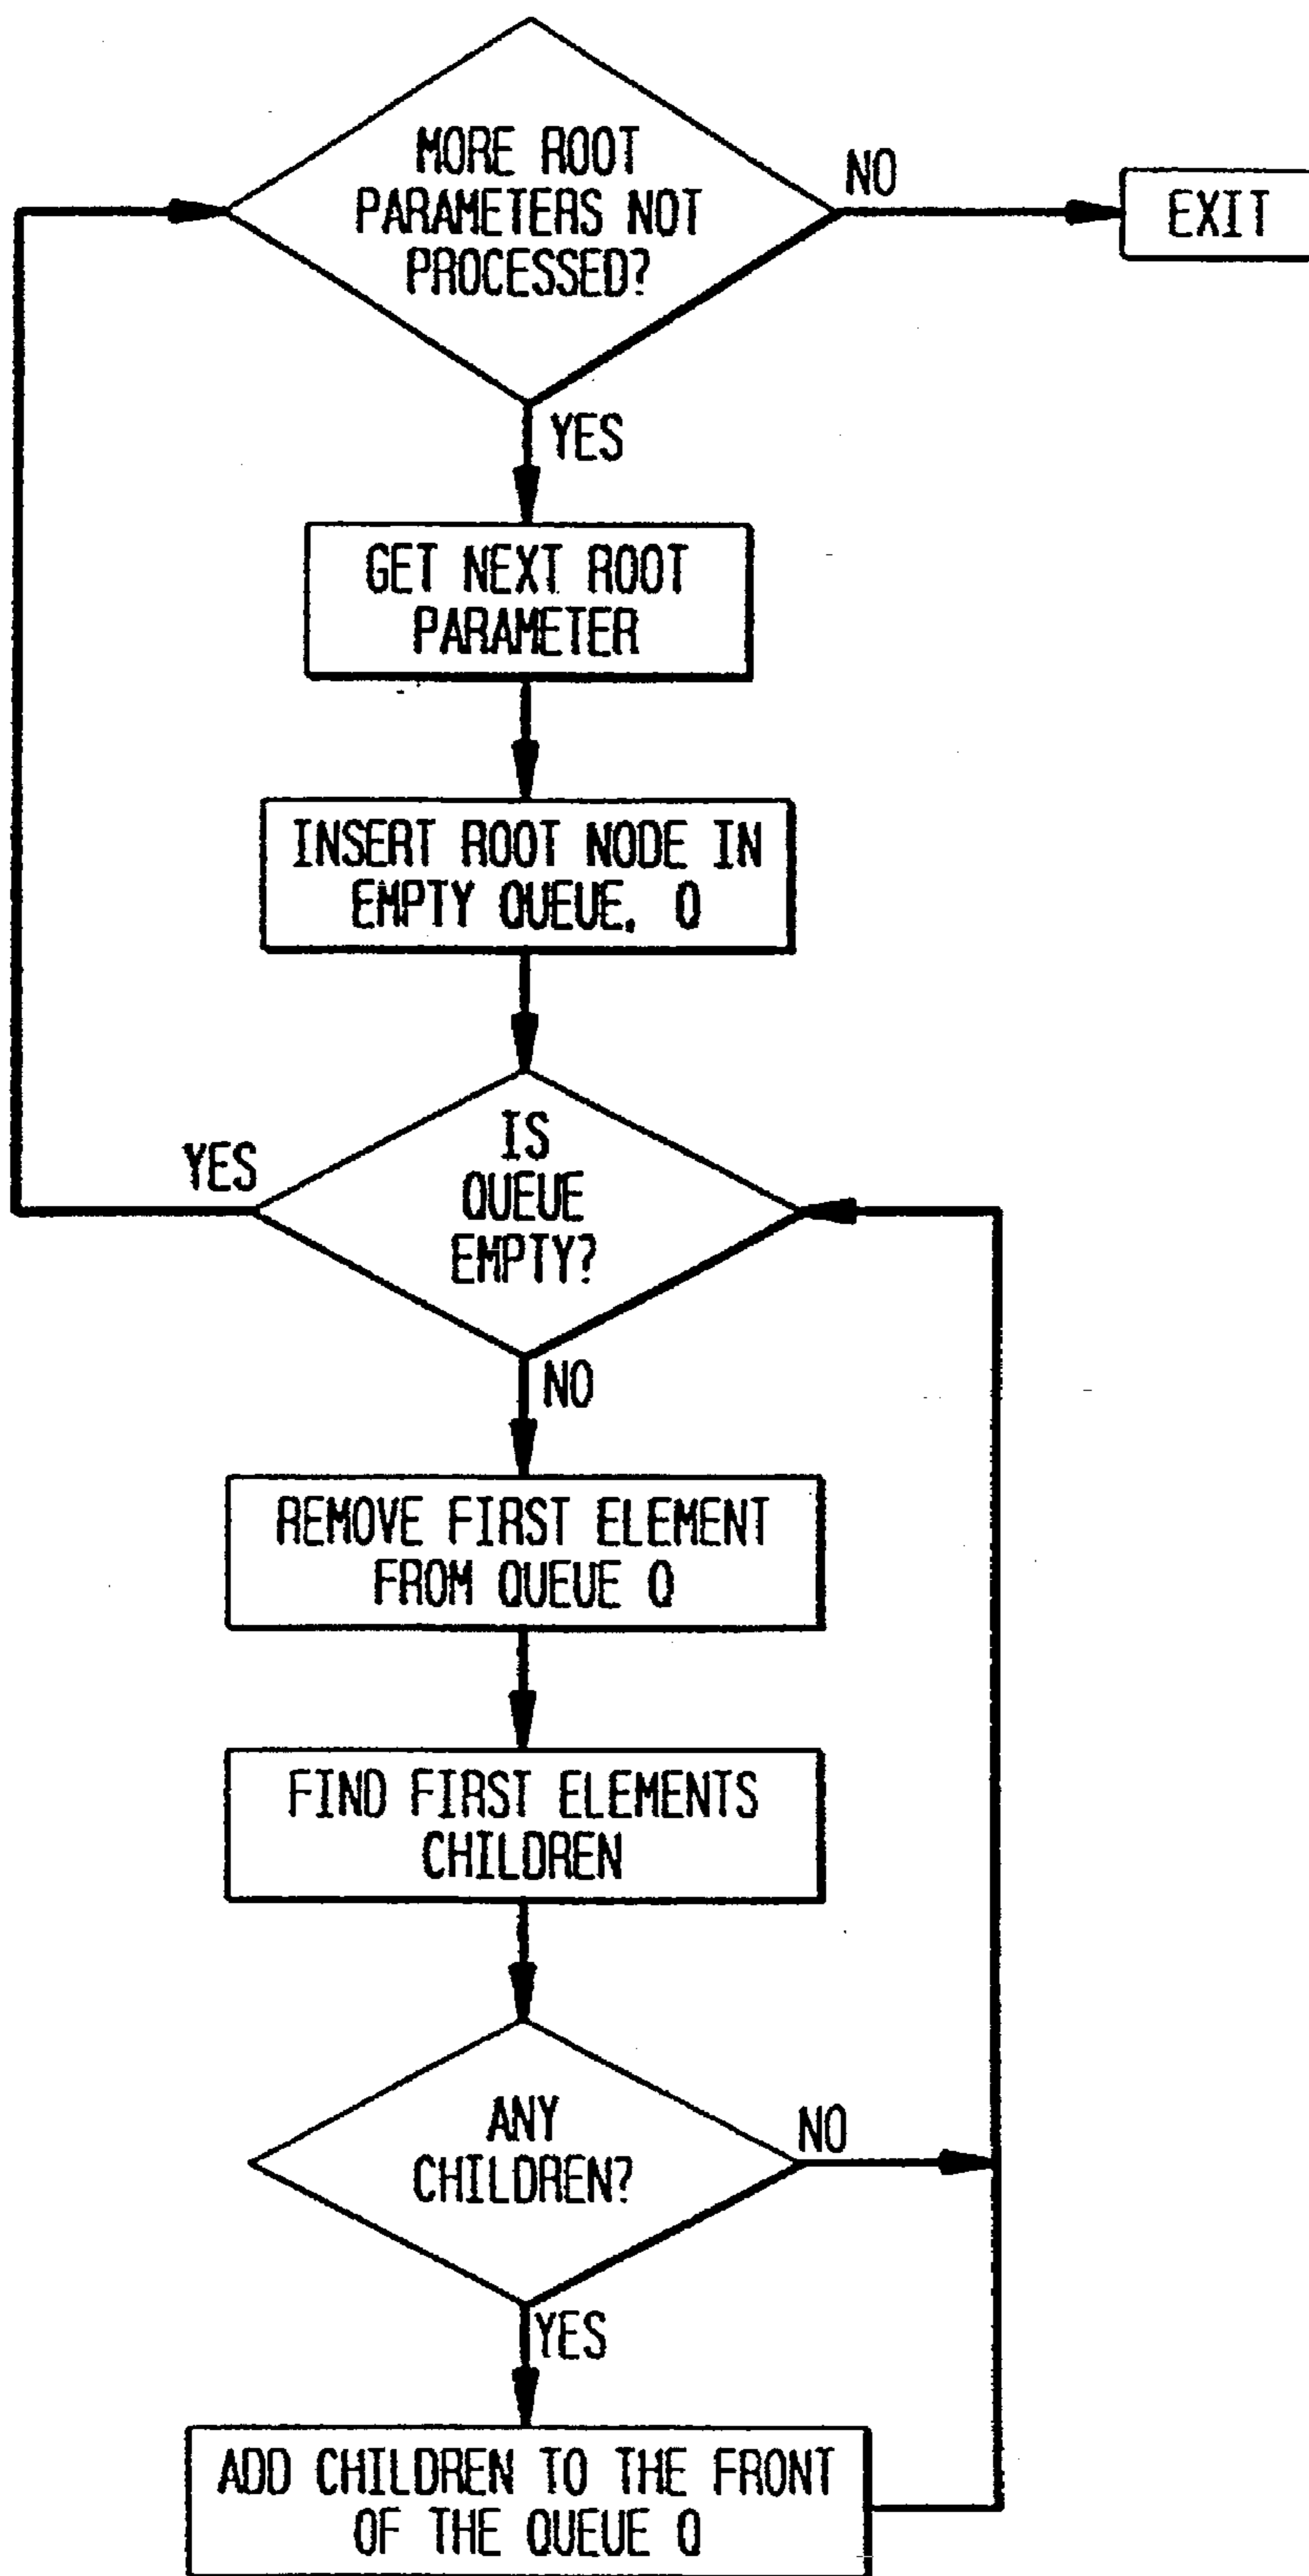 MORE ROOT
PARAMETERS NOT
PROCESSED?
NO
EXIT
YES
GET NEXT ROOT
PARAMETER
INSERT ROOT NODE IN
EMPTY QUEUE, Q
IS
QUEUE
EMPTY?
YES
NO
REMOVE FIRST ELEMENT
FROM QUEUE Q
FIND FIRST ELEMENTS
CHILDREN
ANY
CHILDREN?
NO
YES
ADD CHILDREN TO THE FRONT
OF THE QUEUE Q